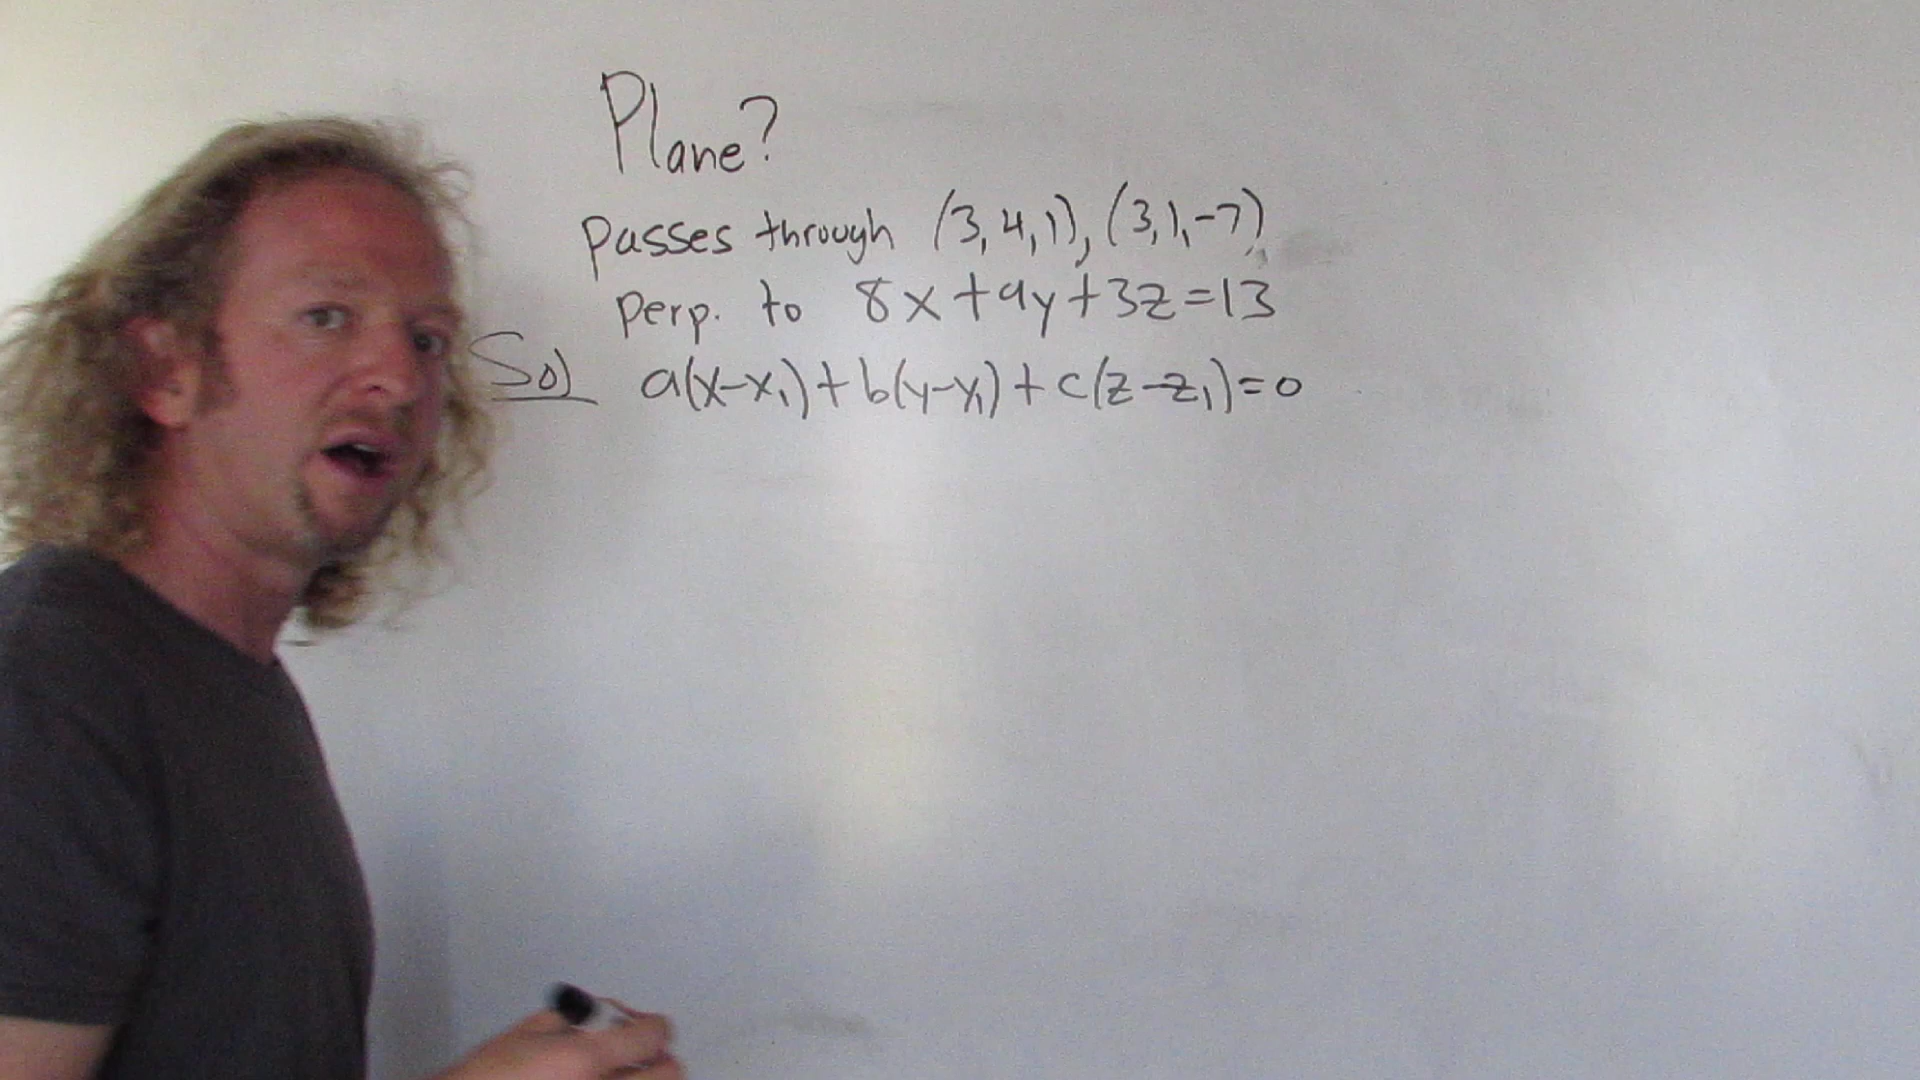 Plane?
passes through (3,4,1), (3,1,-7)
perp. to 8x+9y+3z=13
Sol a(x-x₁)+b(y-y₁)+c(z-z₁)=0